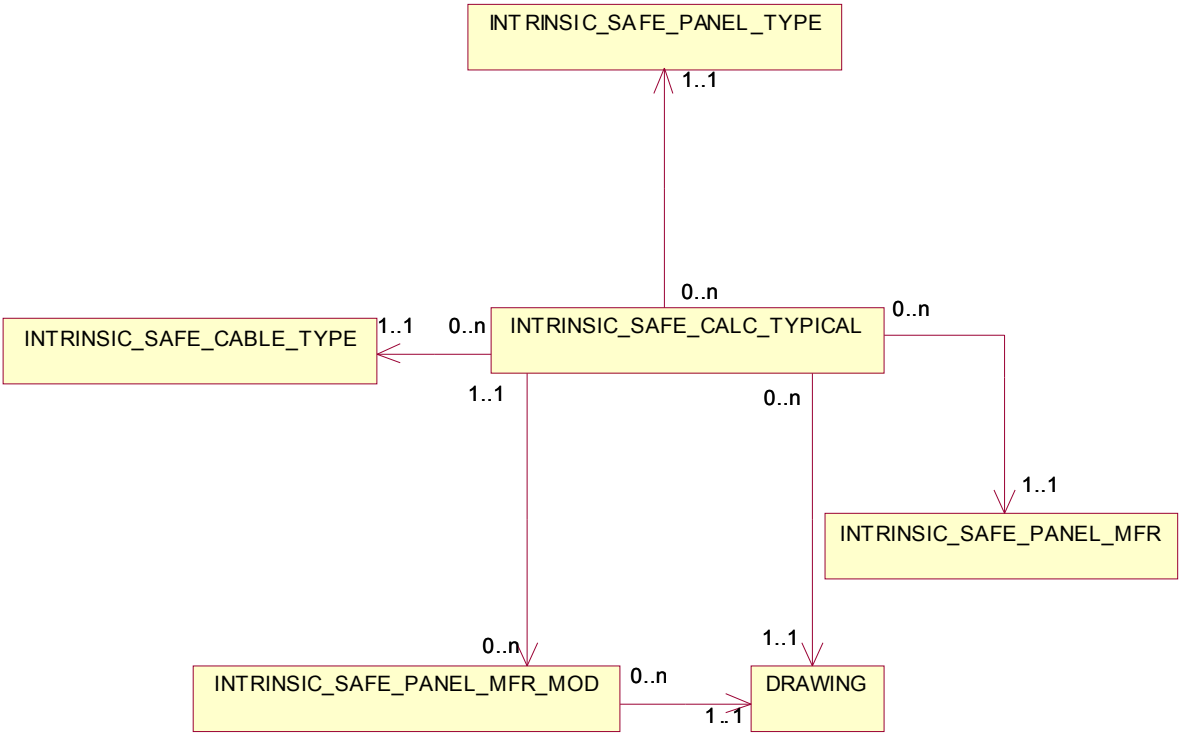 INTRINSIC_SAFE_PANEL_TYPE
1..1
0..n
0..n
1..1
0..n
INTRINSIC_SAFE_CALC_TYPICAL
INTRINSIC_SAFE_CABLE_TYPE
1..1
0..n
1..1
INTRINSIC_SAFE_PANEL_MFR
1..1
0..n
0..n
INTRINSIC_SAFE_PANEL_MFR_MOD
DRAWING
1..1